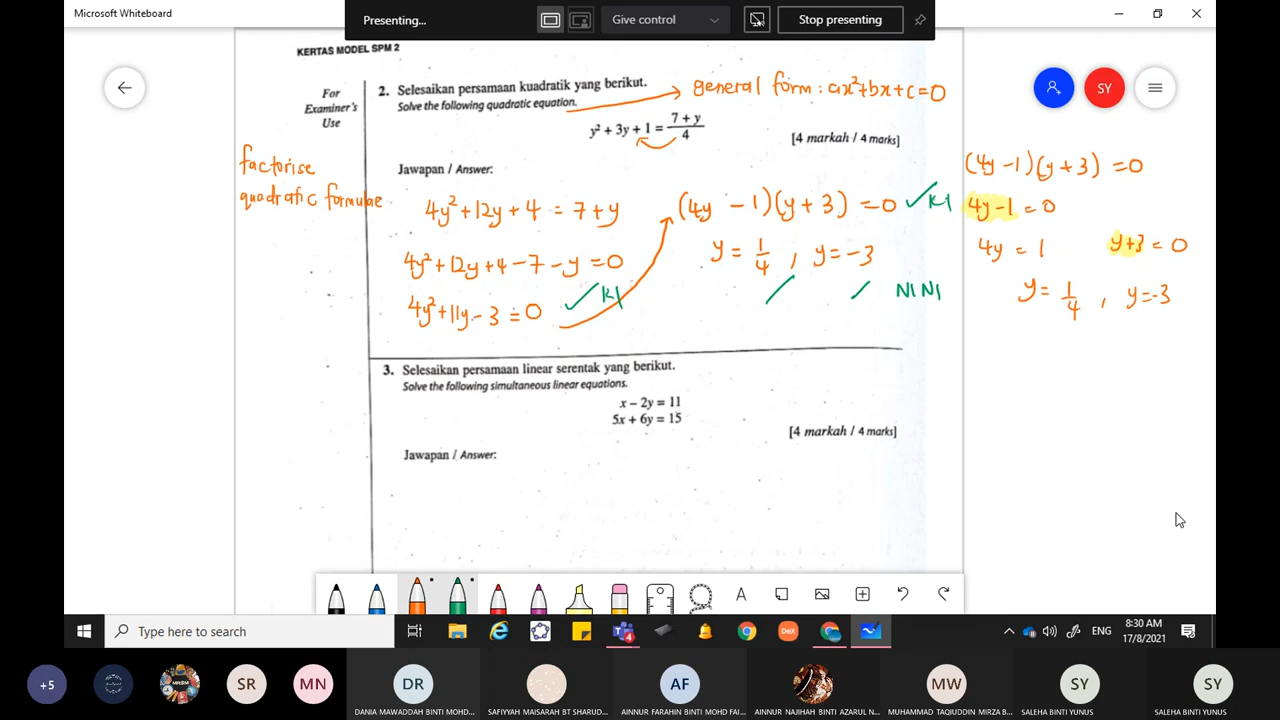 Microsoft Whiteboard
Presenting...
Give control
Stop presenting
KERTAS MODEL SPM 2
For
Examiner's
Use
2. Selesaikan persamaan kuadratik yang berikut.
Solve the following quadratic equation.
general form : ax²+bx+c=0
y² + 3y + 1 = 7 + y / 4
[4 markah / 4 marks]
factorise
quadratic formulae
Jawapan / Answer:
4y²+12y+4 = 7+y
4y²+12y+4-7-y=0
4y²+11y-3=0 ✓ K1
(4y -1)(y+3) =0 ✓ K1
y = 1/4 , y = -3
/ / N1 N1
(4y -1)(y+3) =0
4y-1 =0
4y = 1
y+3 = 0
y = 1/4 , y=-3
3. Selesaikan persamaan linear serentak yang berikut.
Solve the following simultaneous linear equations.
x – 2y = 11
5x + 6y = 15
[4 markah / 4 marks]
Jawapan / Answer:
SY
A
Type here to search
DeX
ENG
8:30 AM
17/8/2021
+5
SR
MN
DR
AF
MW
SY
SY
DANIA MAWADDAH BINTI MOHD...
SAFIYYAH MAISARAH BT SHARUD...
AINNUR FARAHIN BINTI MOHD FAI...
AINNUR NAJIHAH BINTI AZARUL N...
MUHAMMAD TAQIUDDIN MIRZA B...
SALEHA BINTI YUNUS
SALEHA BINTI YUNUS